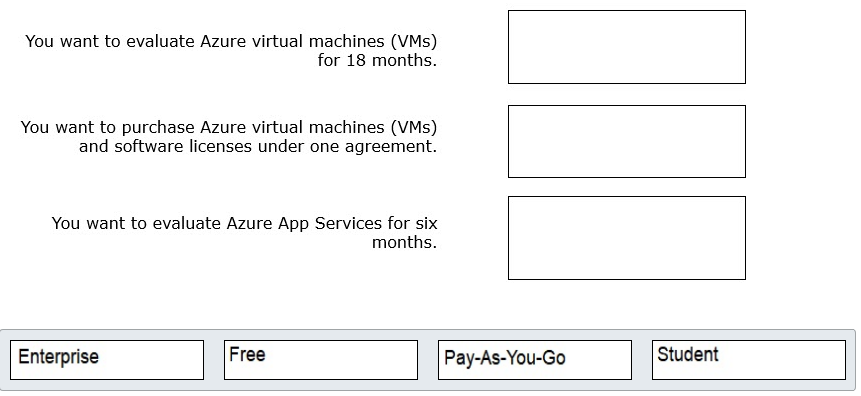 You want to evaluate Azure virtual machines (VMs)
for 18 months.
You want to purchase Azure virtual machines (VMs)
and software licenses under one agreement.
You want to evaluate Azure App Services for six
months.
Enterprise
Free
Pay-As-You-Go
Student